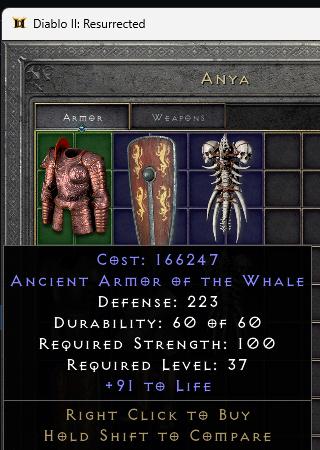 Diablo II: Resurrected
Anya
Armor Weapons
Cost: 166247
Ancient Armor of the Whale
Defense: 223
Durability: 60 of 60
Required Strength: 100
Required Level: 37
+91 to Life
Right Click to Buy
Hold Shift to Compare